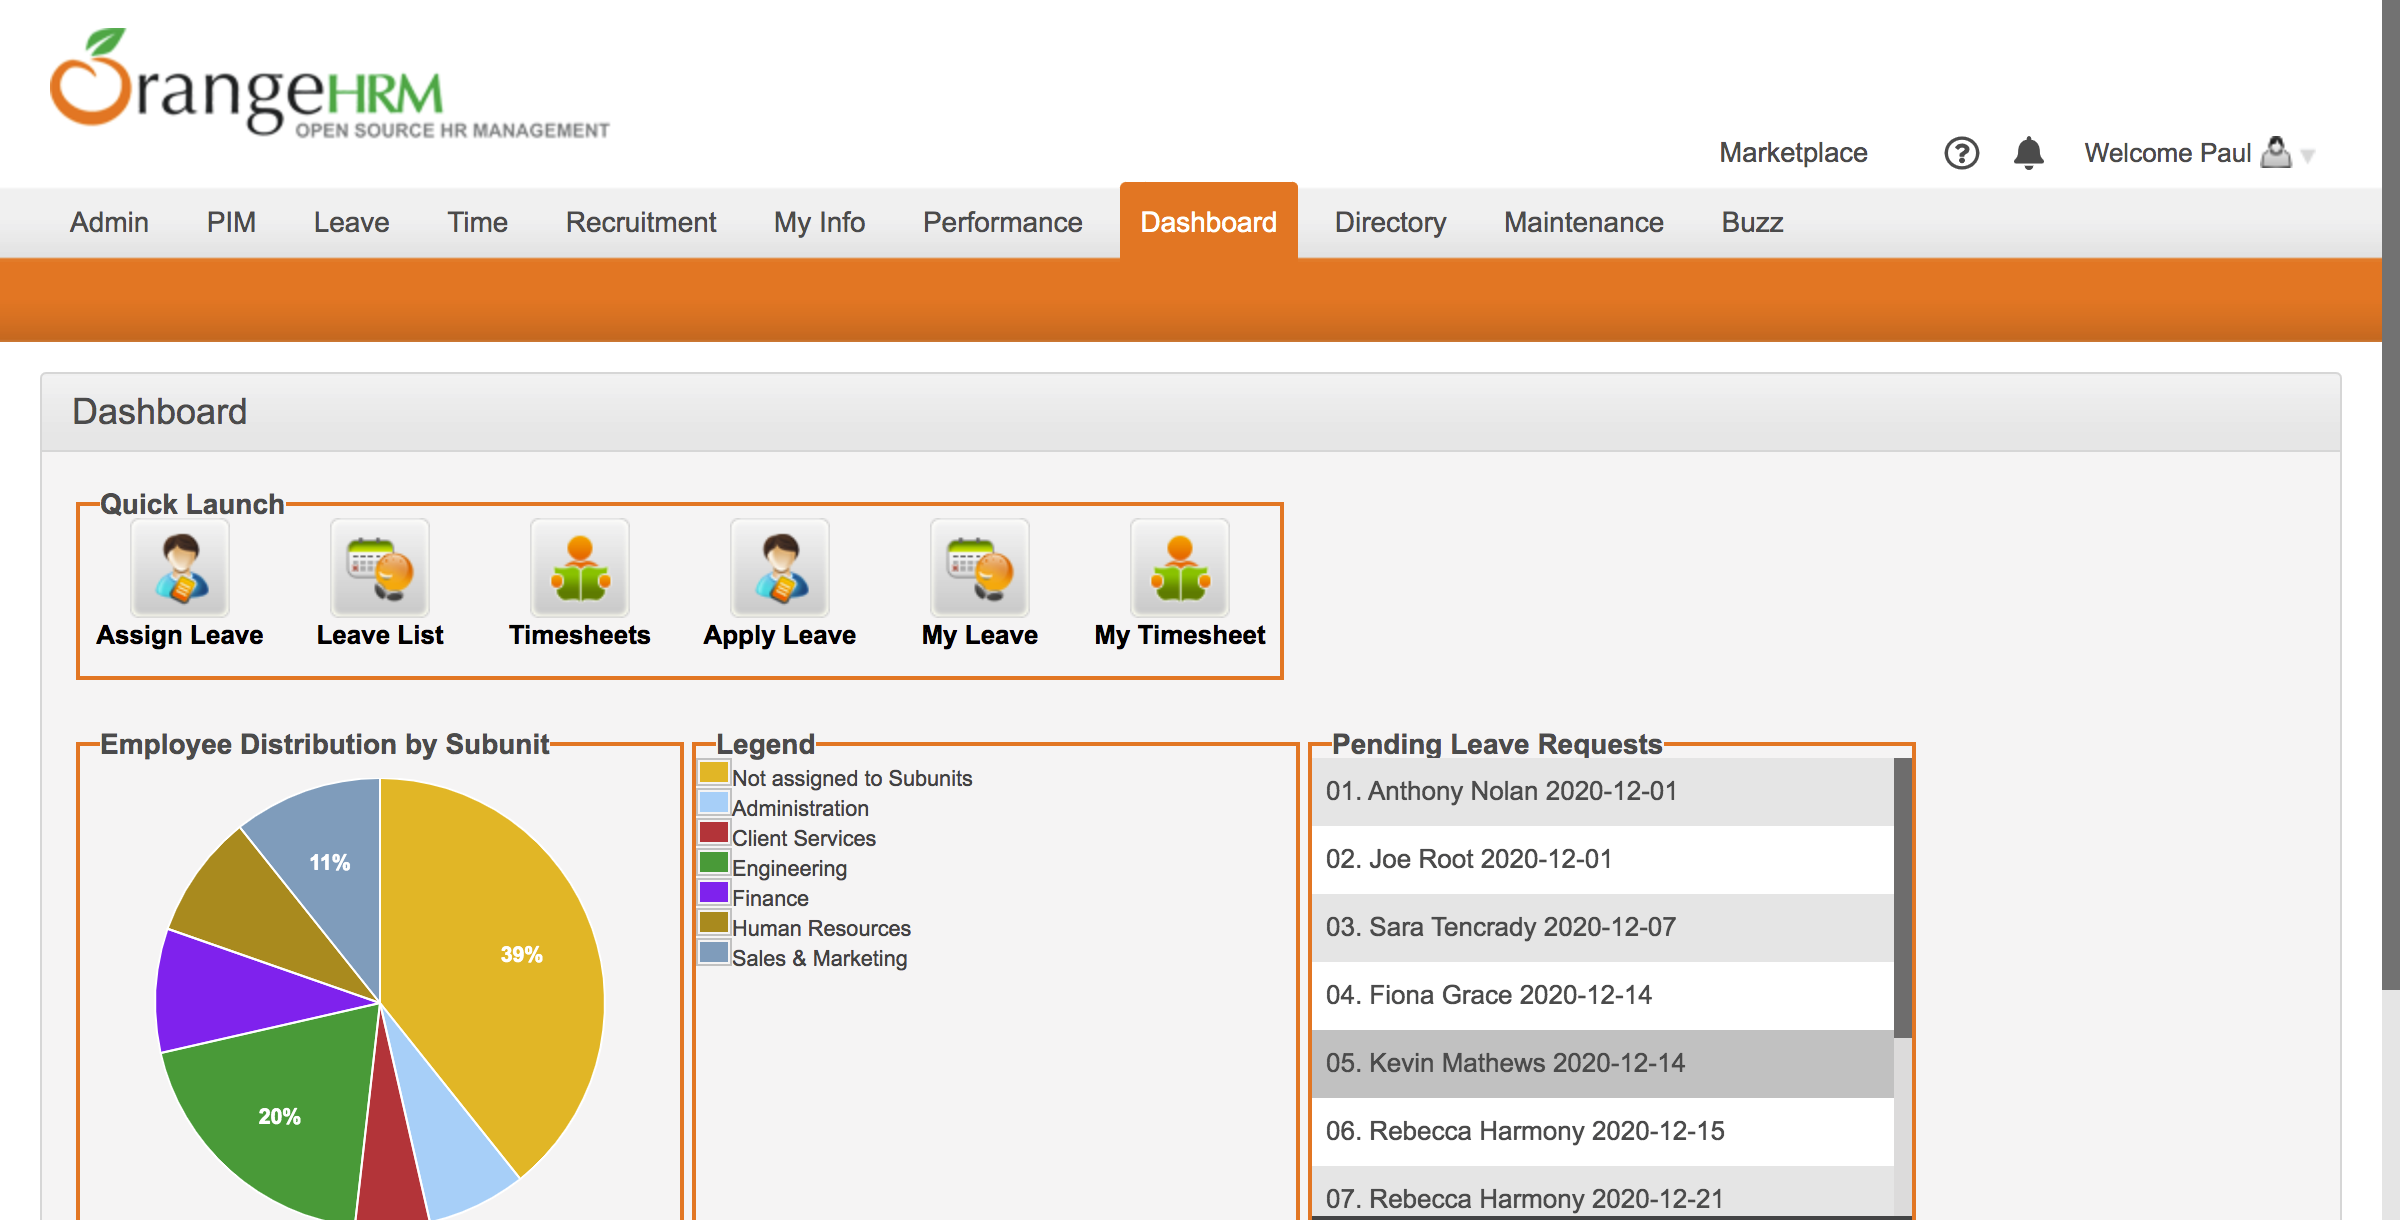 OrangeHRM
OPEN SOURCE HR MANAGEMENT
Marketplace ? Welcome Paul
Admin PIM Leave Time Recruitment My Info Performance Dashboard Directory Maintenance Buzz
Dashboard
Quick Launch
Assign Leave Leave List Timesheets Apply Leave My Leave My Timesheet
Employee Distribution by Subunit
11%
39%
20%
Legend
Not assigned to Subunits
Administration
Client Services
Engineering
Finance
Human Resources
Sales & Marketing
Pending Leave Requests
01. Anthony Nolan 2020-12-01
02. Joe Root 2020-12-01
03. Sara Tencrady 2020-12-07
04. Fiona Grace 2020-12-14
05. Kevin Mathews 2020-12-14
06. Rebecca Harmony 2020-12-15
07. Rebecca Harmony 2020-12-21